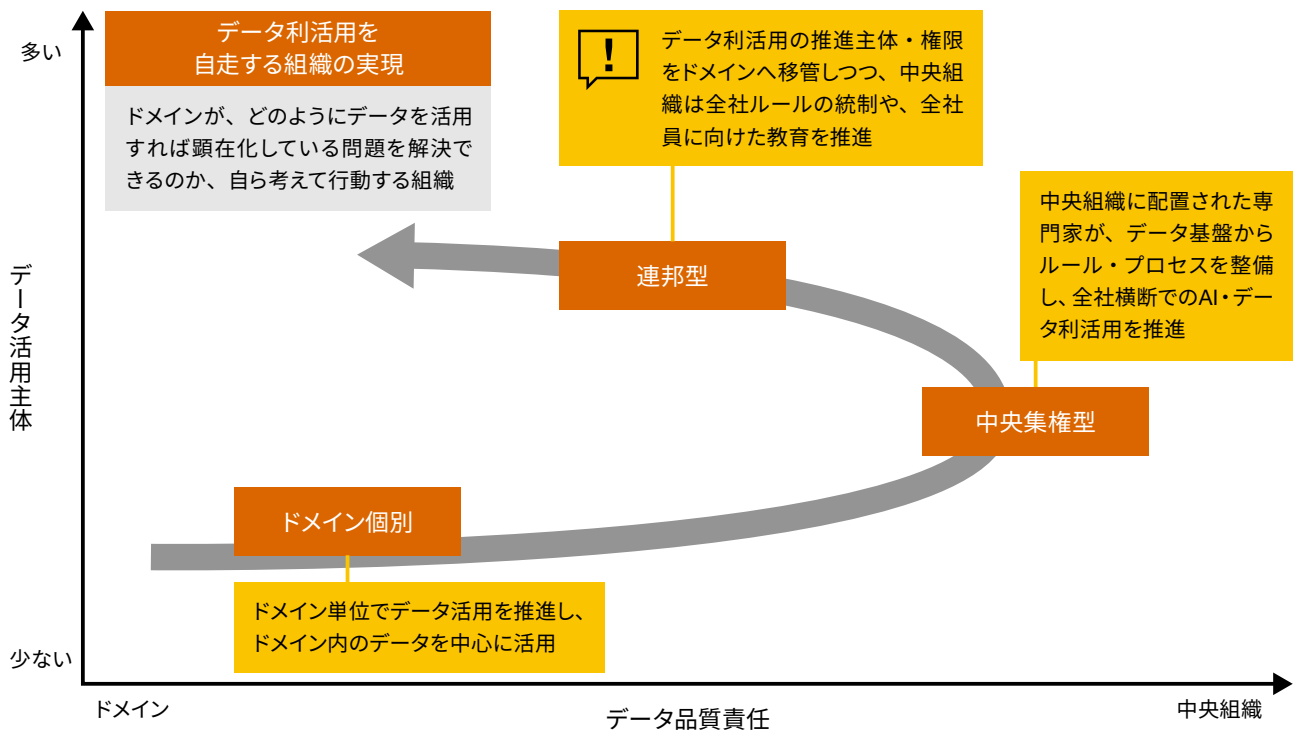 多い
データ利活用を
自走する組織の実現
ドメインが、どのようにデータを活用
すれば顕在化している問題を解決で
きるのか、自ら考えて行動する組織
!
データ利活用の推進主体・権限
をドメインへ移管しつつ、中央組
織は全社ルールの統制や、全社
員に向けた教育を推進
中央組織に配置された専
門家が、データ基盤から
ルール・プロセスを整備
し、全社横断でのAI・デー
タ利活用を推進
連邦型
中央集権型
データ活用主体
ドメイン個別
ドメイン単位でデータ活用を推進し、
ドメイン内のデータを中心に活用
少ない
ドメイン
データ品質責任
中央組織